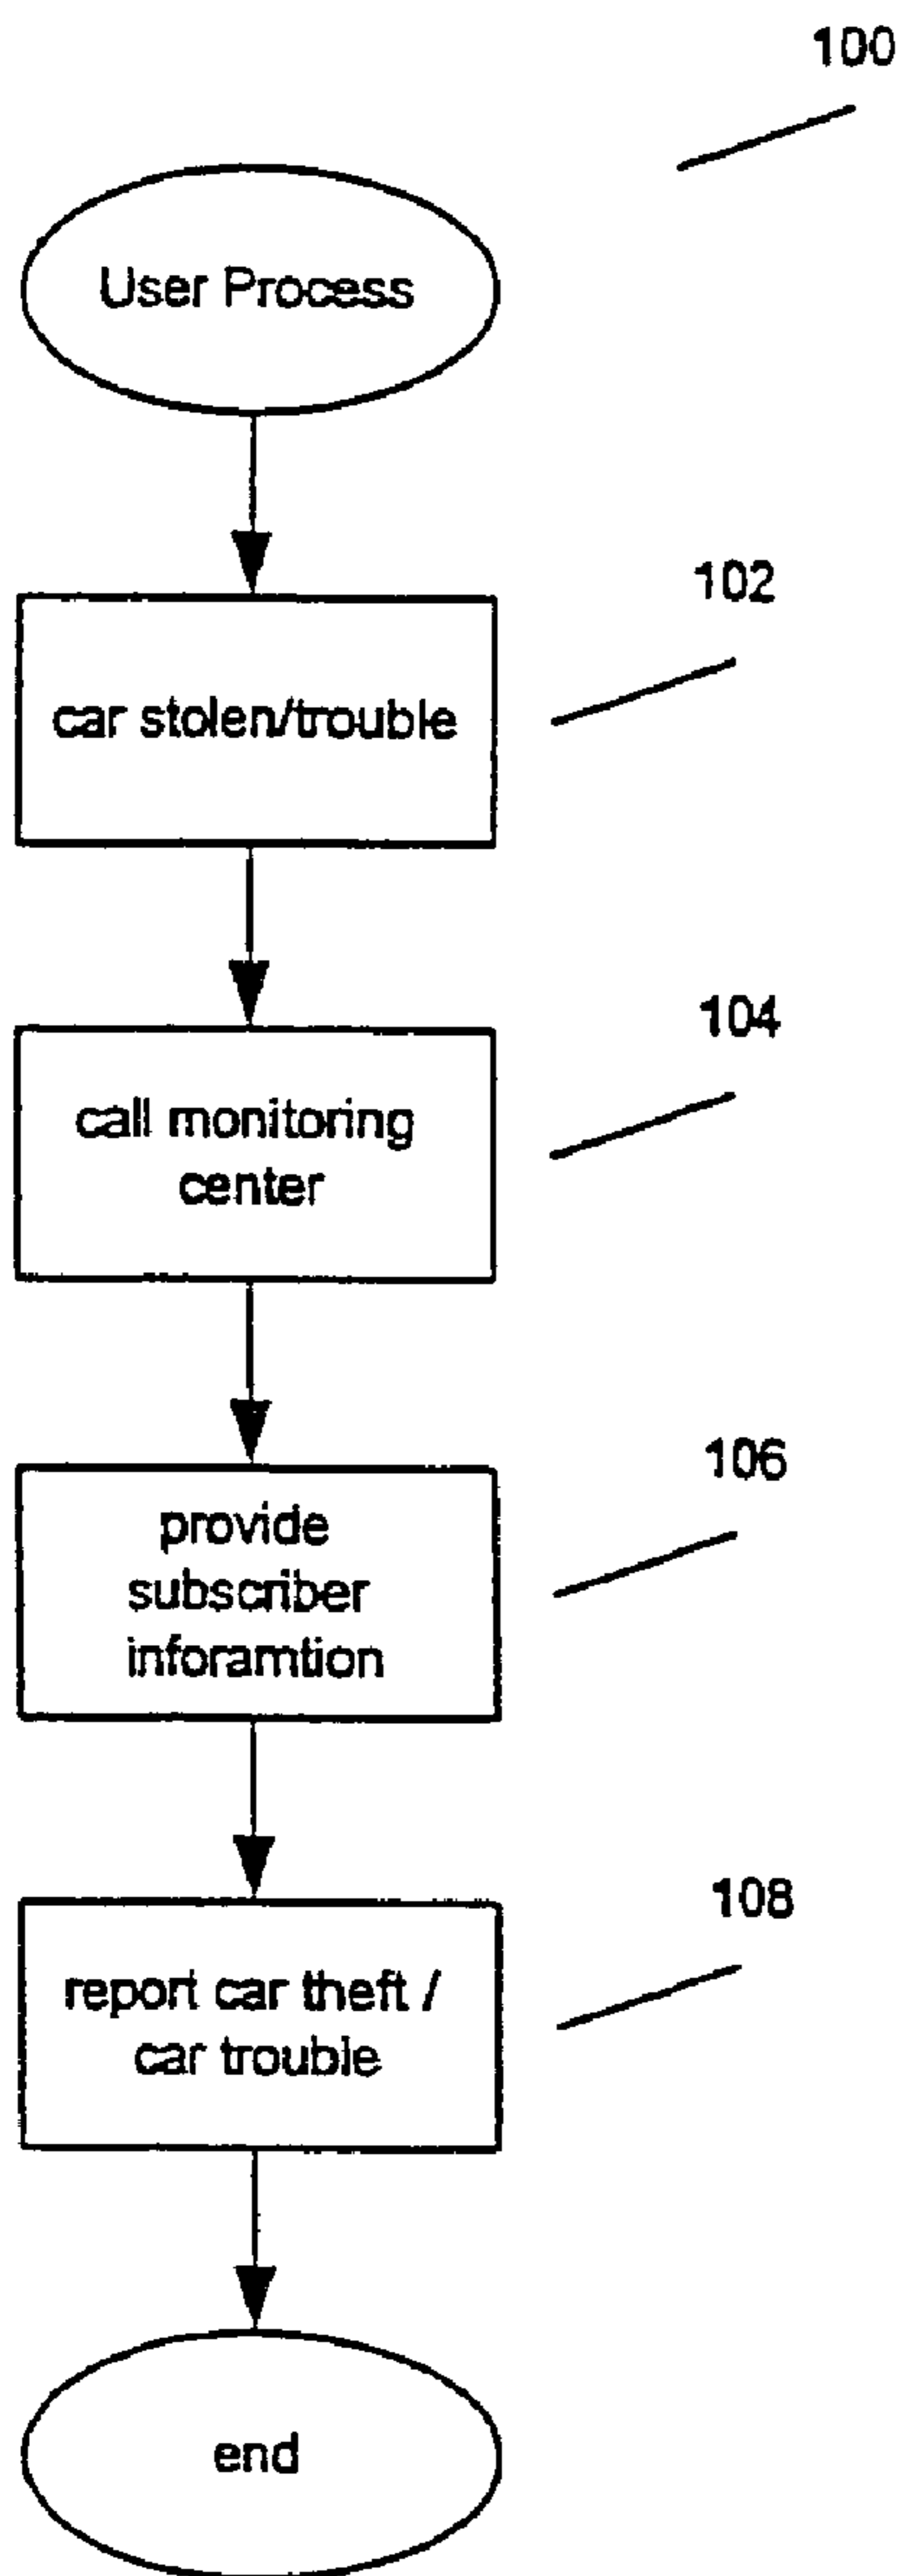 100
User Process
102
car stolen/trouble
104
call monitoring
center
106
provide
subscriber
inforamtion
108
report car theft /
car trouble
end